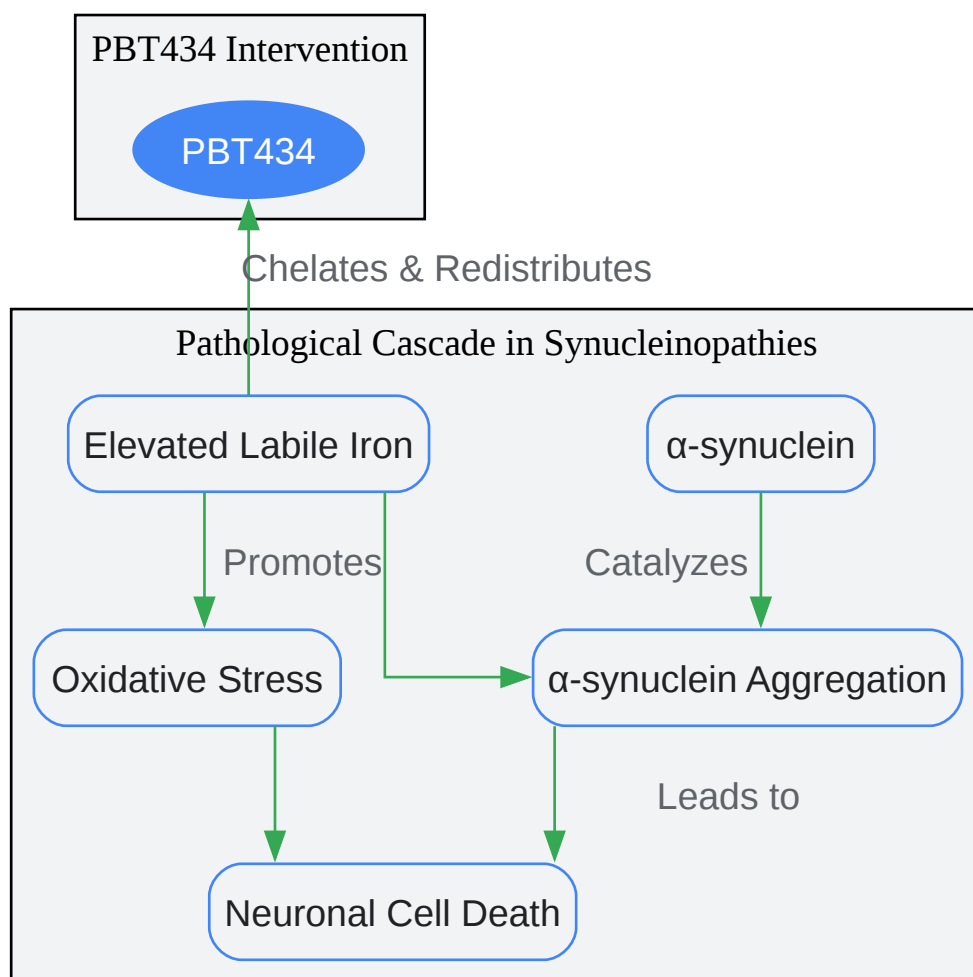 PBT434 Intervention
PBT434
Chelates & Redistributes
Pathological Cascade in Synucleinopathies
Elevated Labile Iron
α-synuclein
Promotes
Catalyzes
Oxidative Stress
α-synuclein Aggregation
Leads to
Neuronal Cell Death